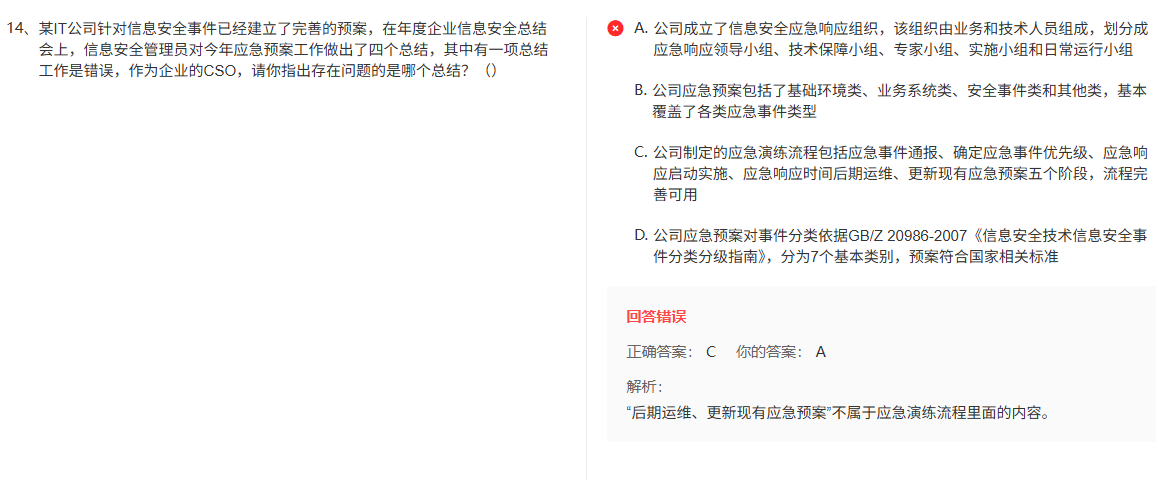 14、某IT公司针对信息安全事件已经建立了完善的预案，在年度企业信息安全总结
会上，信息安全管理员对今年应急预案工作做出了四个总结，其中有一项总结
工作是错误，作为企业的CSO，请你指出存在问题的是哪个总结？（）
A. 公司成立了信息安全应急响应组织，该组织由业务和技术人员组成，划分成
应急响应领导小组、技术保障小组、专家小组、实施小组和日常运行小组
B. 公司应急预案包括了基础环境类、业务系统类、安全事件类和其他类，基本
覆盖了各类应急事件类型
C. 公司制定的应急演练流程包括应急事件通报、确定应急事件优先级、应急响
应启动实施、应急响应时间后期运维、更新现有应急预案五个阶段，流程完
善可用
D. 公司应急预案对事件分类依据GB/Z 20986-2007《信息安全技术信息安全事
件分类分级指南》，分为7个基本类别，预案符合国家相关标准
回答错误
正确答案： C 你的答案： A
解析：
“后期运维、更新现有应急预案”不属于应急演练流程里面的内容。